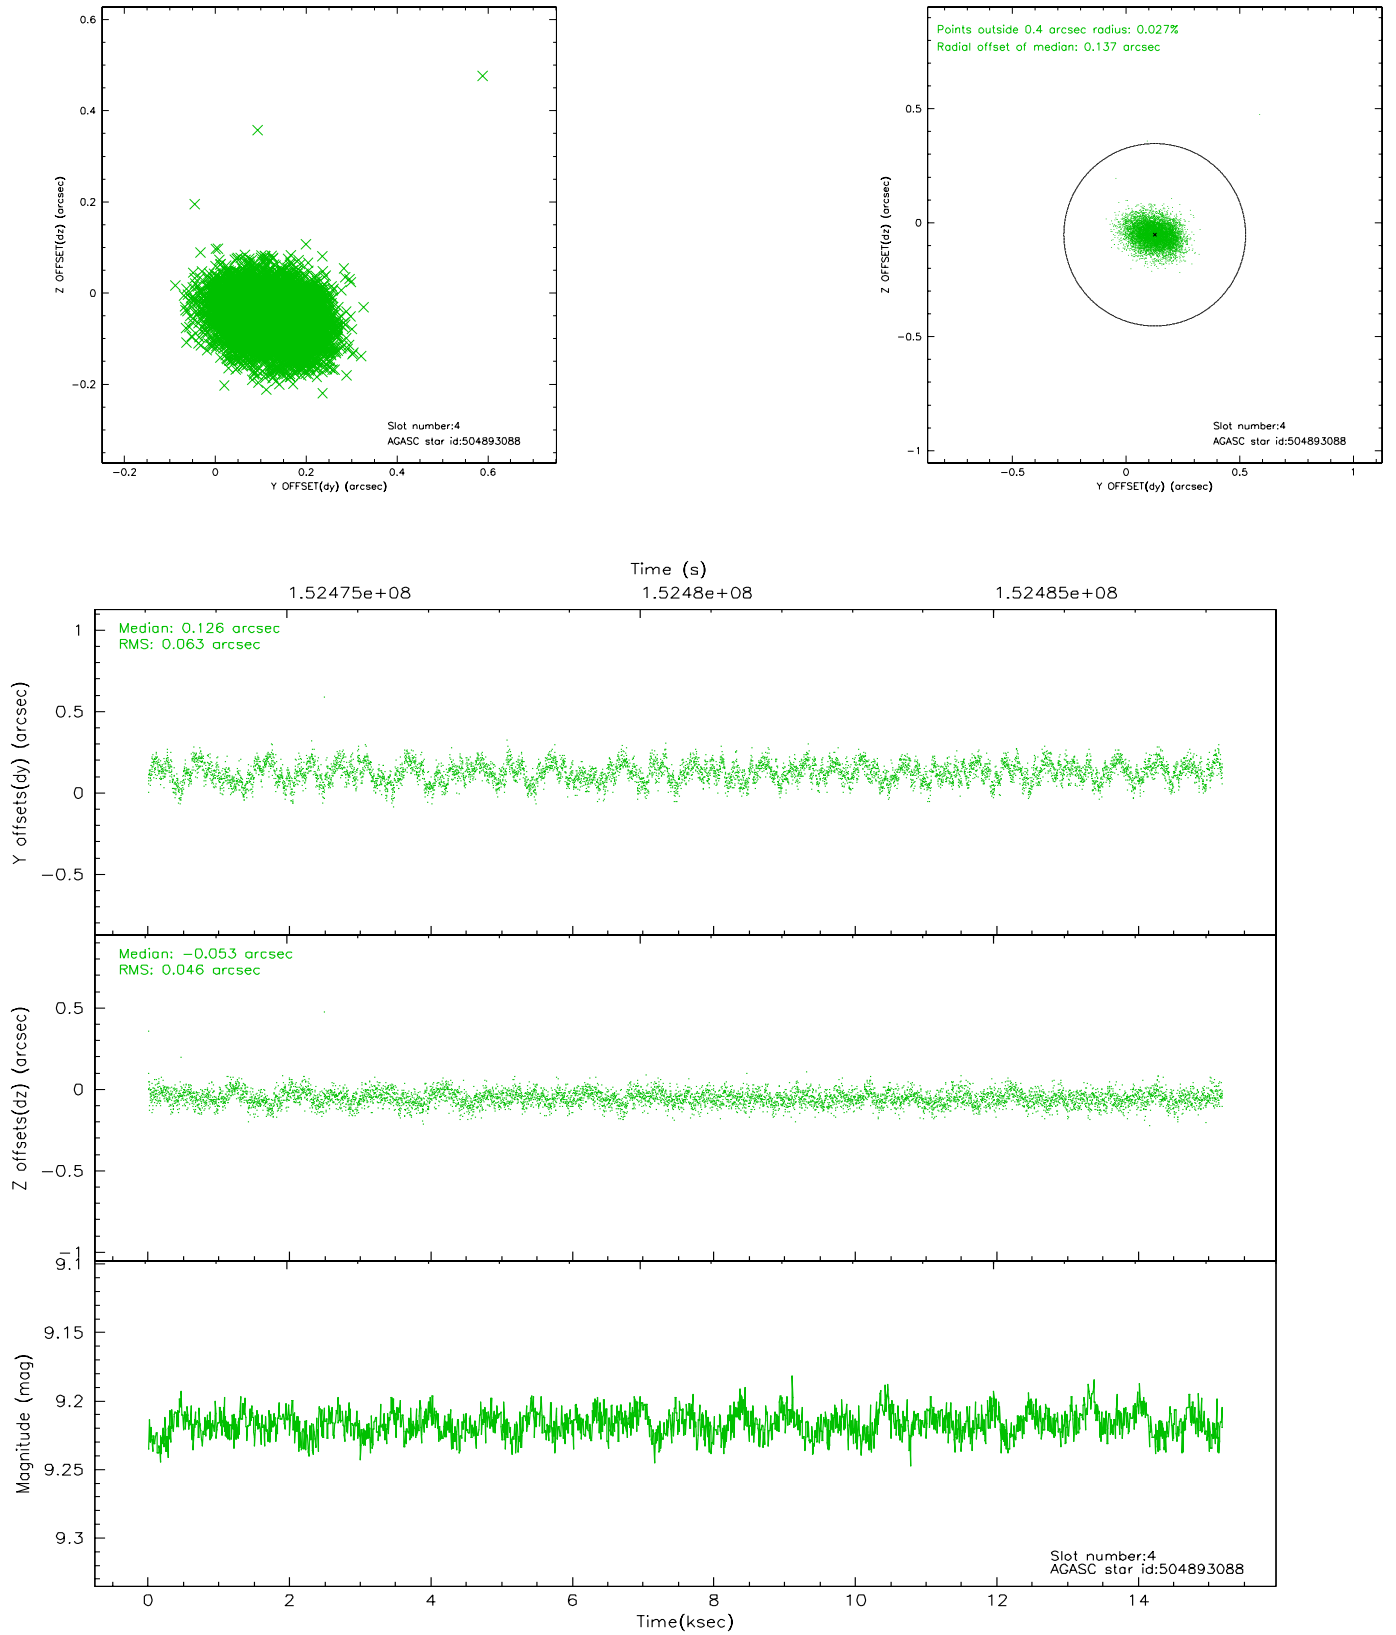 0.6
0.4
0.2
0
−0.2
Z OFFSET(dz) (arcsec)
Slot number:4
AGASC star id:504893088
−0.2 0 0.2 0.4 0.6
Y OFFSET(dy) (arcsec)
Points outside 0.4 arcsec radius: 0.027%
Radial offset of median: 0.137 arcsec
0.5
0
−0.5
−1
Z OFFSET(dz) (arcsec)
Slot number:4
AGASC star id:504893088
−0.5 0 0.5 1
Y OFFSET(dy) (arcsec)
Time (s)
1.52475e+08 1.5248e+08 1.52485e+08
Median: 0.126 arcsec
RMS: 0.063 arcsec
1
0.5
0
−0.5
Y offsets(dy) (arcsec)
Median: −0.053 arcsec
RMS: 0.046 arcsec
0.5
0
−0.5
−1
Z offsets(dz) (arcsec)
9.1
9.15
9.2
9.25
9.3
Magnitude (mag)
Slot number:4
AGASC star id:504893088
0 2 4 6 8 10 12 14
Time(ksec)